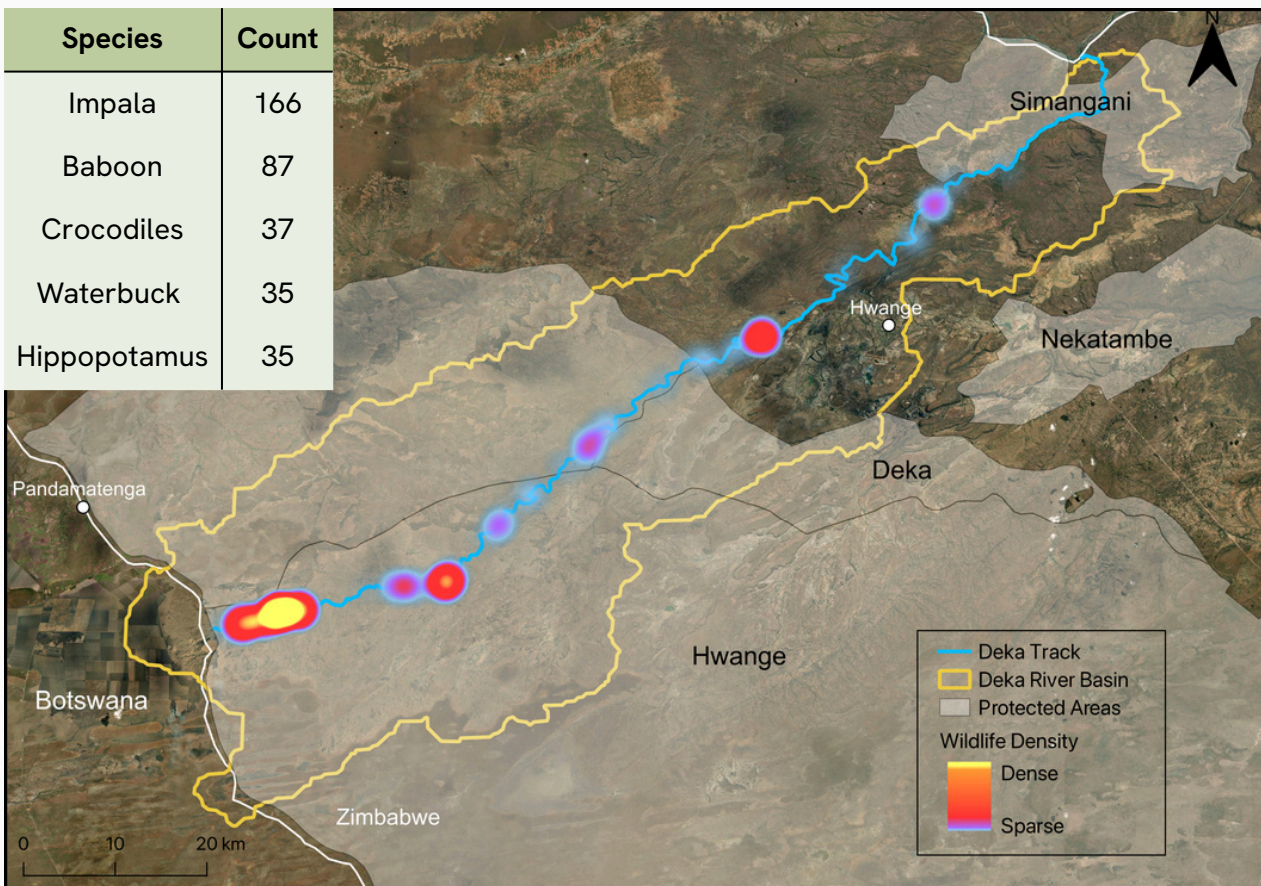 Species Count
Impala 166
Baboon 87
Crocodiles 37
Waterbuck 35
Hippopotamus 35
N
Simangani
Hwange
Nekatambe
Deka
Pandamatenga
Hwange
Botswana
Zimbabwe
0 10 20 km
Deka Track
Deka River Basin
Protected Areas
Wildlife Density
Dense
Sparse